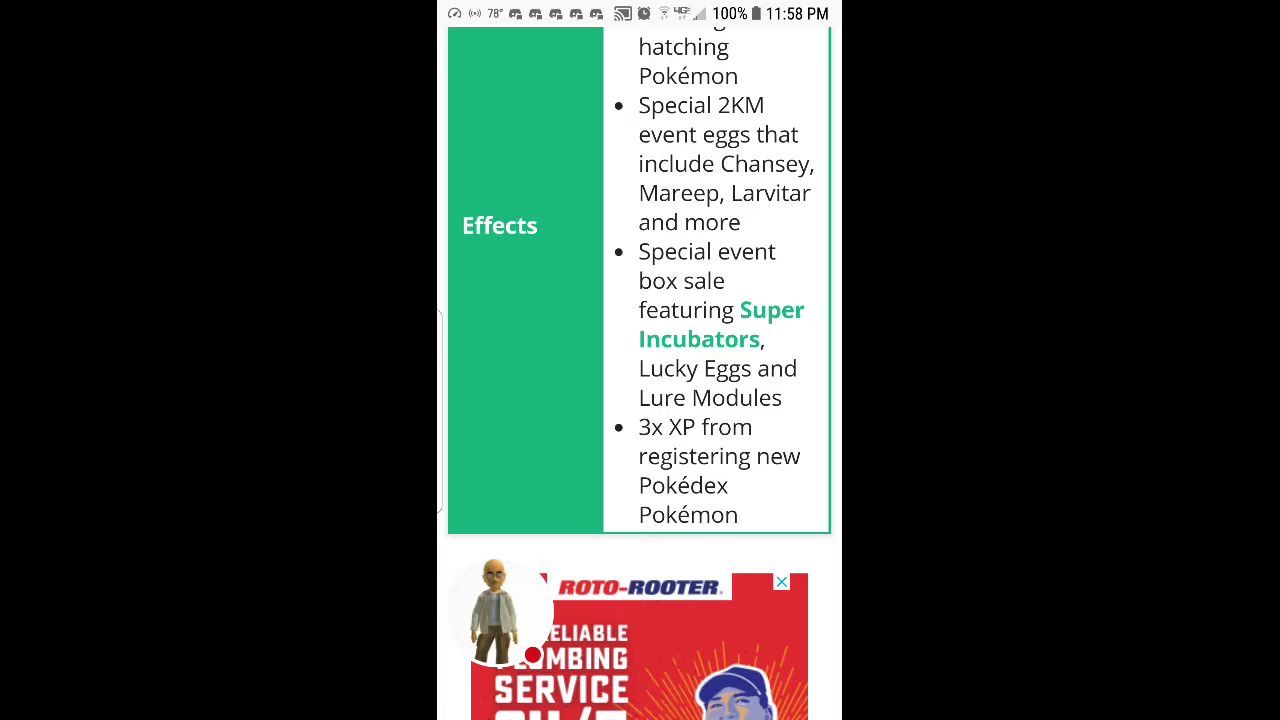 78° 4G 100% 11:58 PM
hatching
Pokémon
• Special 2KM
event eggs that
include Chansey,
Mareep, Larvitar
and more
Effects
• Special event
box sale
featuring Super
Incubators,
Lucky Eggs and
Lure Modules
• 3x XP from
registering new
Pokédex
Pokémon
ROTO-ROOTER
ELIABLE
MBING
SERVICE